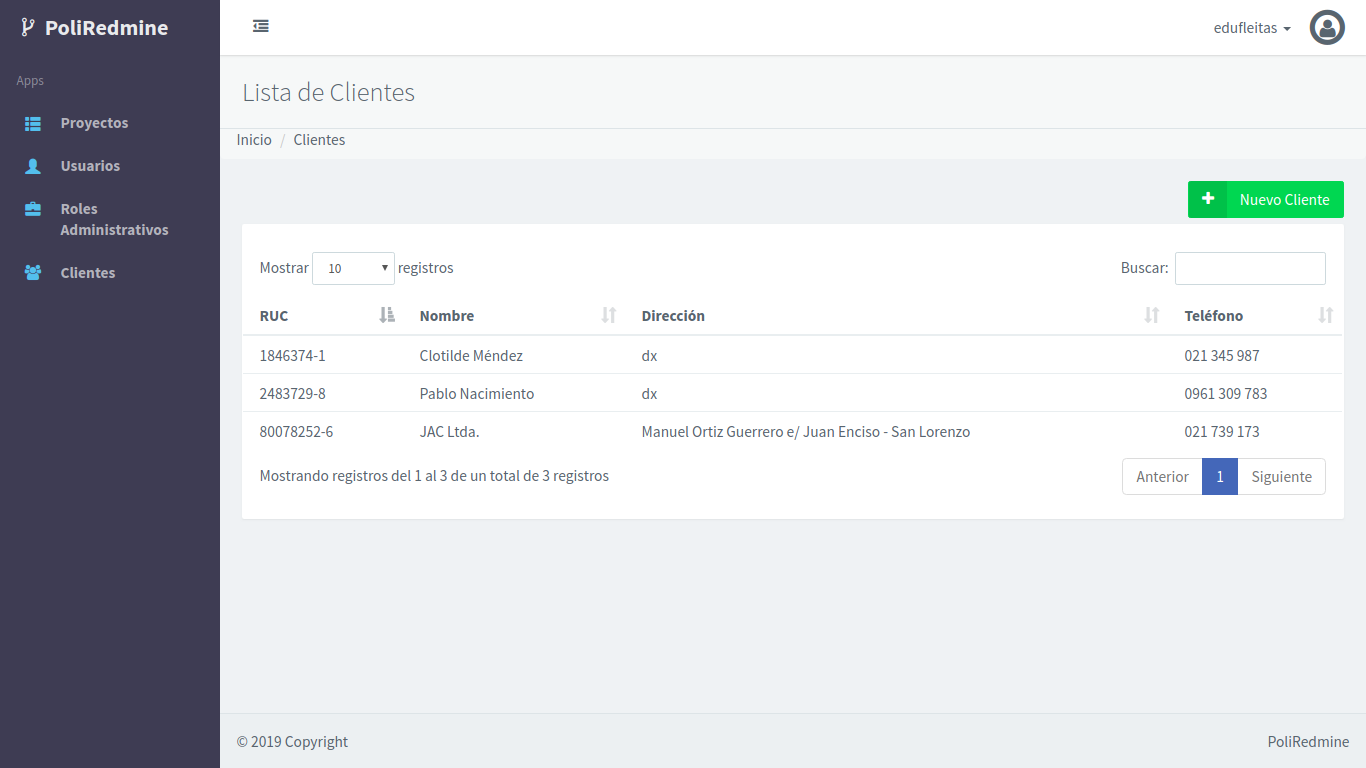 PoliRedmine
edufleitas
Apps
Proyectos
Usuarios
Roles
Administrativos
Clientes
Lista de Clientes
Inicio / Clientes
Nuevo Cliente
Mostrar 10 registros
Buscar:
RUC Nombre Dirección Teléfono
1846374-1 Clotilde Méndez dx 021 345 987
2483729-8 Pablo Nacimiento dx 0961 309 783
80078252-6 JAC Ltda. Manuel Ortiz Guerrero e/ Juan Enciso - San Lorenzo 021 739 173
Mostrando registros del 1 al 3 de un total de 3 registros
Anterior 1 Siguiente
© 2019 Copyright
PoliRedmine